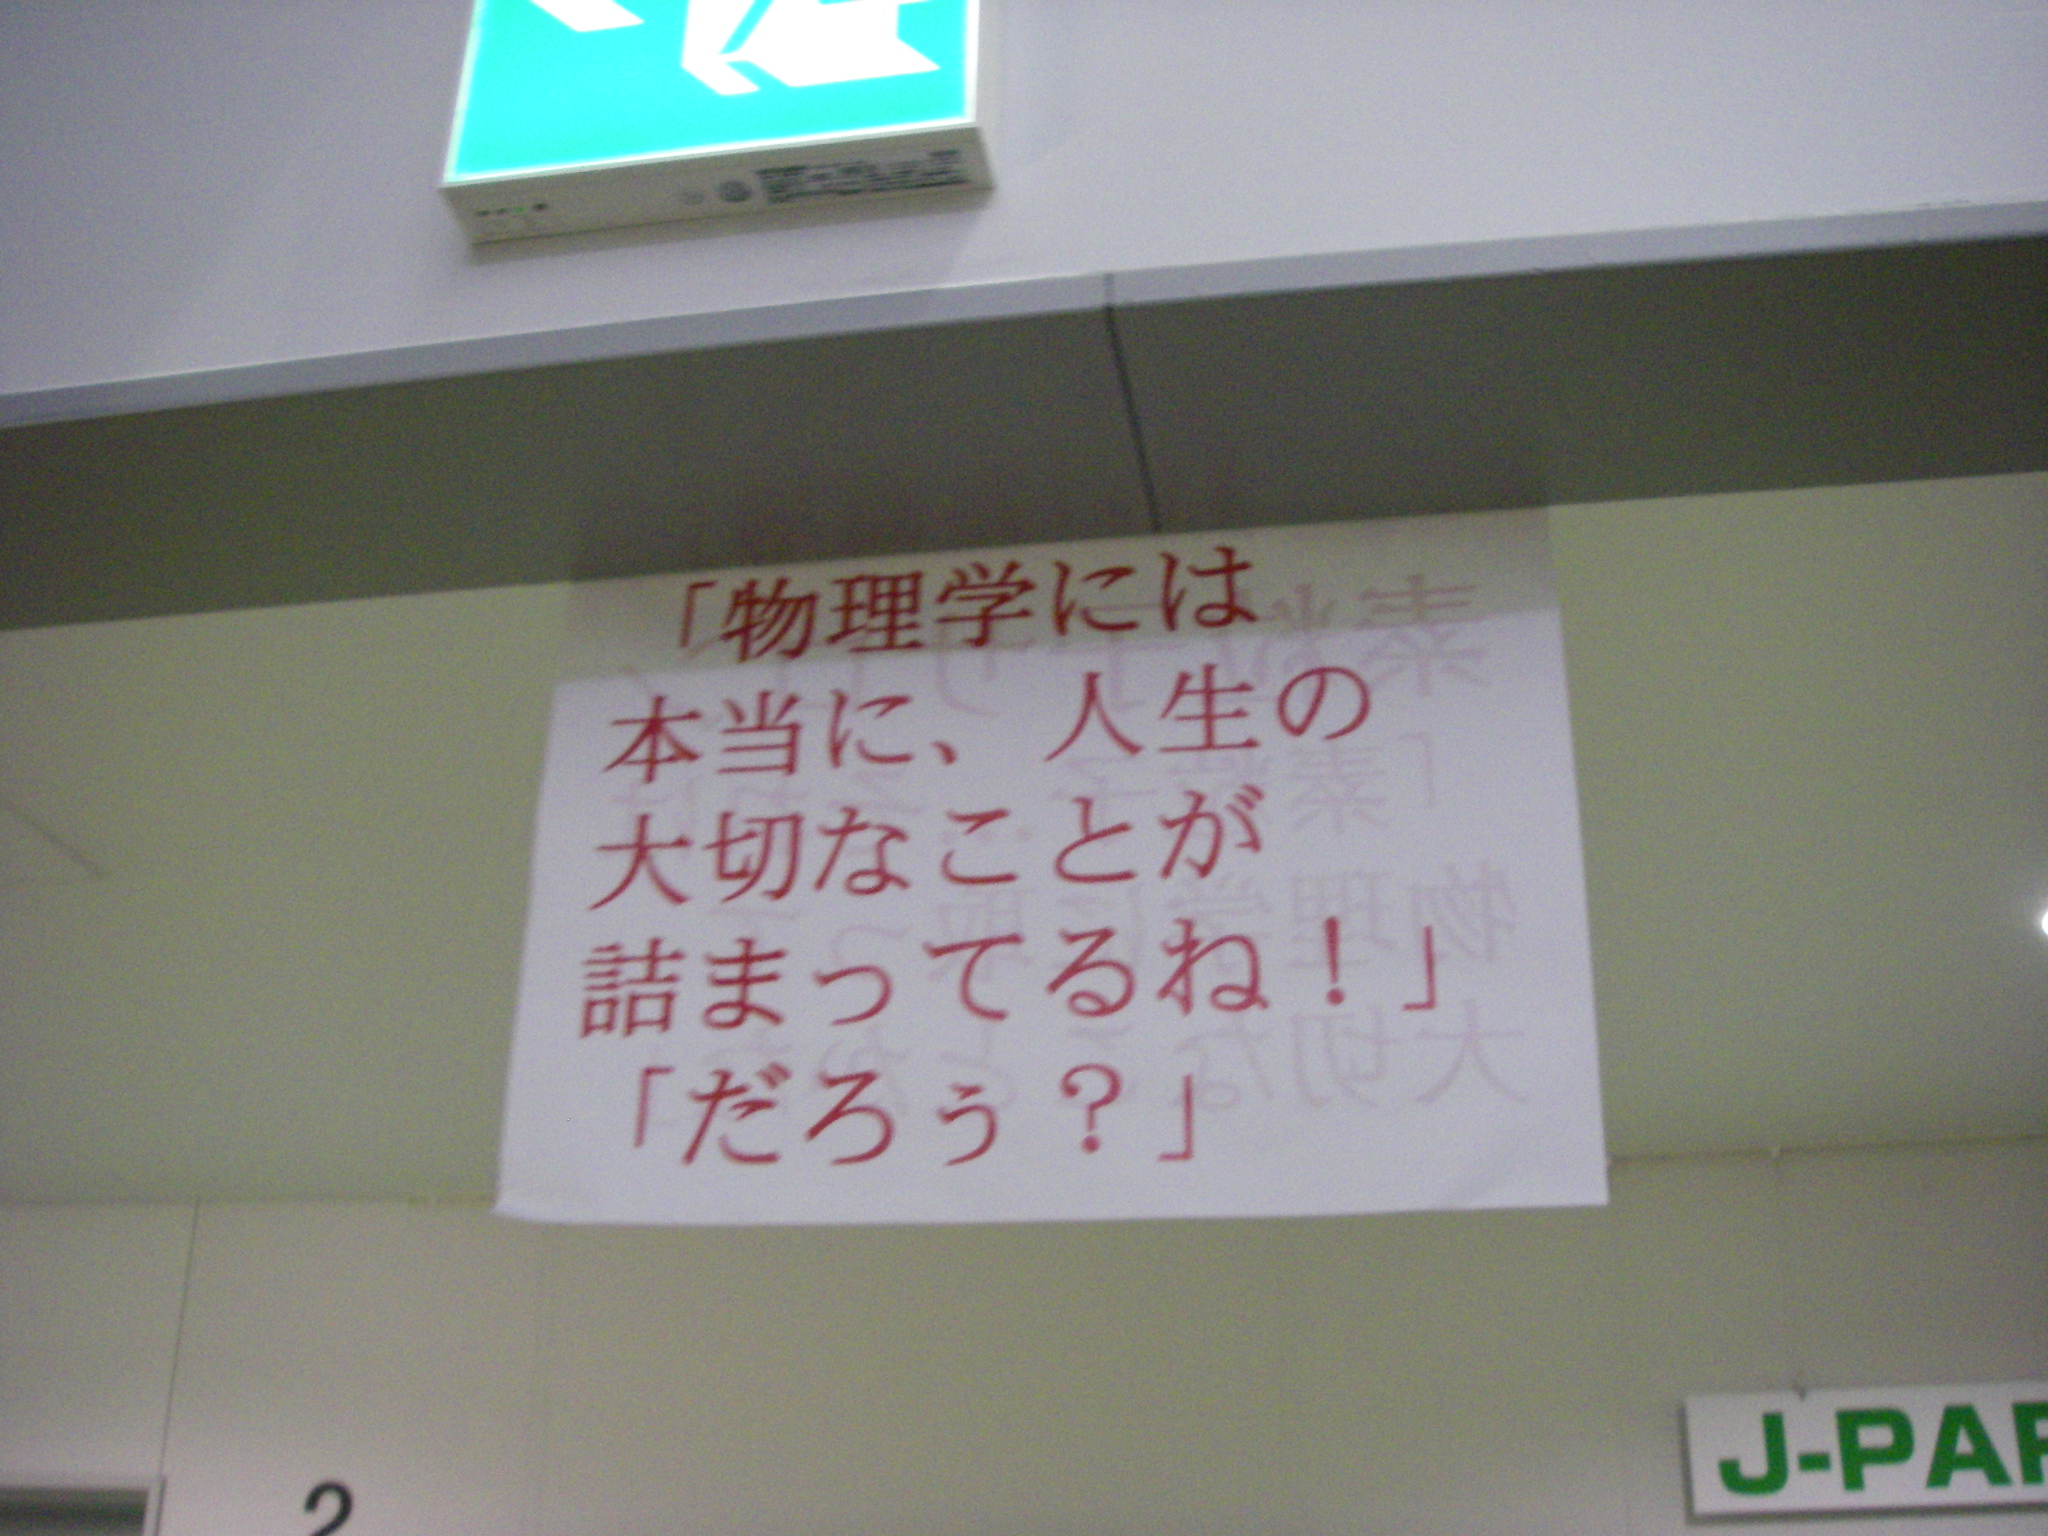 「物理学には
本当に、人生の
大切なことが
詰まってるね！」
「だろぅ？」
J-PAR
2